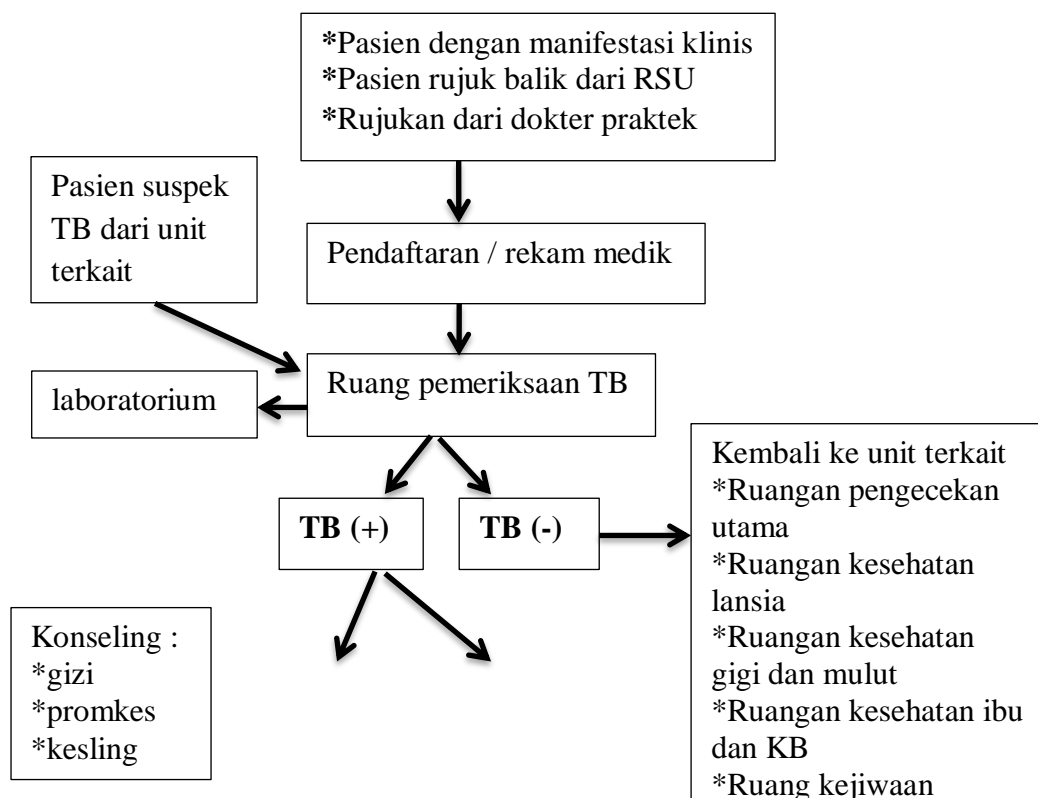 *Pasien dengan manifestasi klinis
*Pasien rujuk balik dari RSU
*Rujukan dari dokter praktek
Pasien suspek
TB dari unit
terkait
Pendaftaran / rekam medik
Ruang pemeriksaan TB
laboratorium
TB (+)
TB (-)
Kembali ke unit terkait
*Ruangan pengecekan
utama
*Ruangan kesehatan
lansia
*Ruangan kesehatan
gigi dan mulut
*Ruangan kesehatan ibu
dan KB
*Ruang kejiwaan
Konseling :
*gizi
*promkes
*kesling